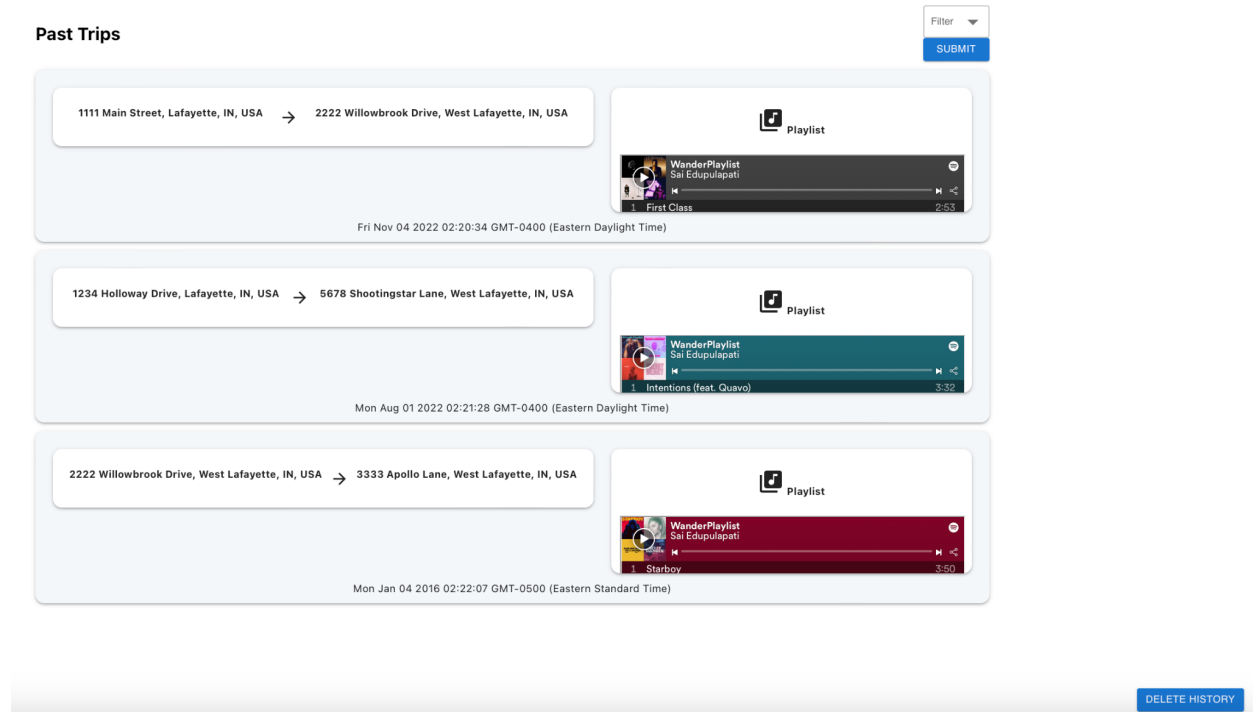 Past Trips
Filter
SUBMIT
1111 Main Street, Lafayette, IN, USA → 2222 Willowbrook Drive, West Lafayette, IN, USA
Playlist
WanderPlaylist
Sai Edupulapati
1 First Class 2:53
Fri Nov 04 2022 02:20:34 GMT-0400 (Eastern Daylight Time)
1234 Holloway Drive, Lafayette, IN, USA → 5678 Shootingstar Lane, West Lafayette, IN, USA
Playlist
WanderPlaylist
Sai Edupulapati
1 Intentions (feat. Quavo) 3:32
Mon Aug 01 2022 02:21:28 GMT-0400 (Eastern Daylight Time)
2222 Willowbrook Drive, West Lafayette, IN, USA → 3333 Apollo Lane, West Lafayette, IN, USA
Playlist
WanderPlaylist
Sai Edupulapati
1 Starboy 3:50
Mon Jan 04 2016 02:22:07 GMT-0500 (Eastern Standard Time)
DELETE HISTORY